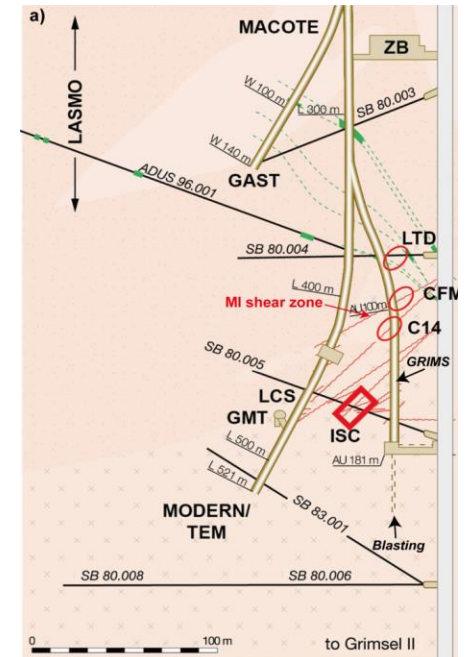 a)
MACOTE
ZB
LASMO
W 100 m
L 300 m
SB 80.003
W 140 m
GAST
ADUS 96.001
LTD
SB 80.004
L 400 m
CFM
AU100m
MI shear zone
C14
SB 80.005
GRIMS
LCS
GMT
ISC
L 500 m
AU 181 m
L 521 m
SB 83.001
MODERN/
TEM
Blasting
SB 80.008
SB 80.006
0
100 m
to Grimsel II